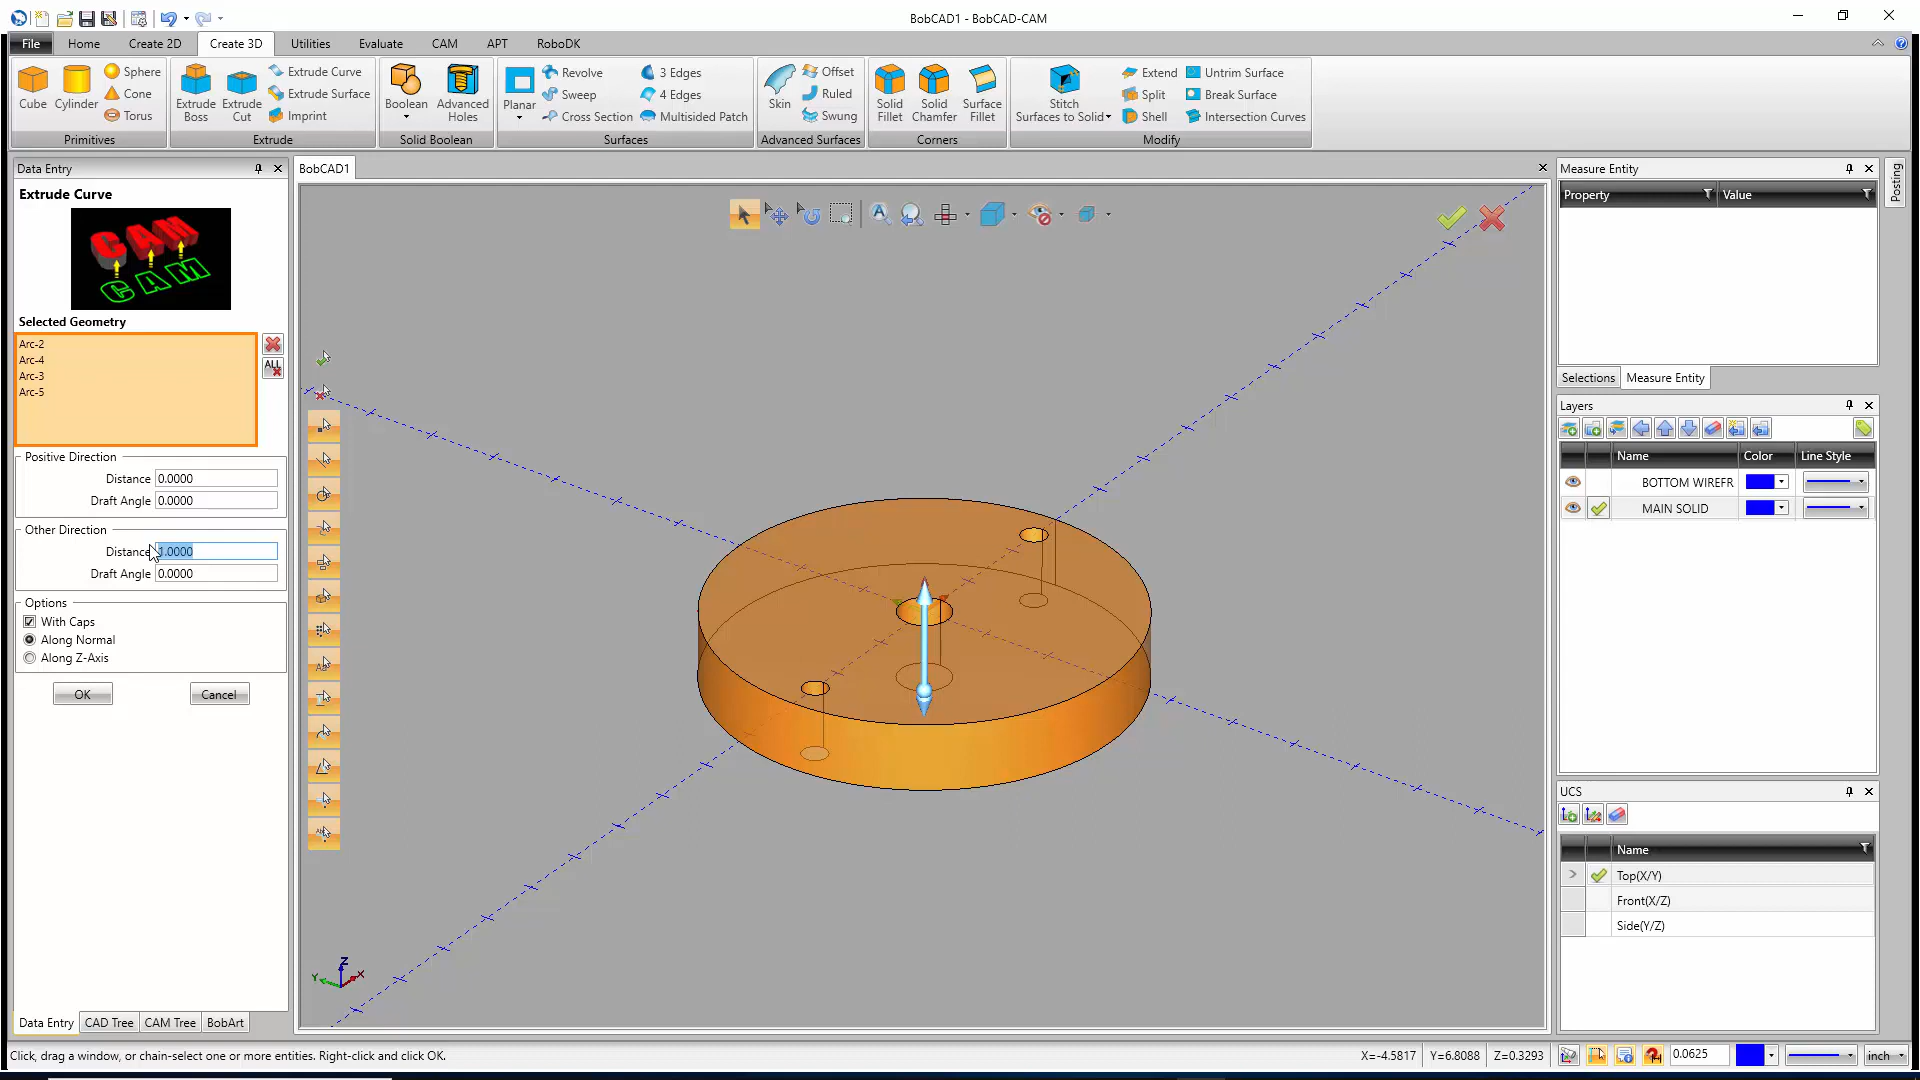 BobCAD1 - BobCAD-CAM
File Home Create 2D Create 3D Utilities Evaluate CAM APT RoboDK
Cube Cylinder Sphere Cone Torus
Primitives
Extrude Boss Extrude Cut Extrude Curve Extrude Surface Imprint
Extrude
Boolean Advanced Holes
Solid Boolean
Planar Revolve Sweep Cross Section 3 Edges 4 Edges Multisided Patch
Surfaces
Skin Offset Ruled Swung
Advanced Surfaces
Solid Fillet Solid Chamfer Surface Fillet
Corners
Stitch Surfaces to Solid Extend Split Shell Untrim Surface Break Surface Intersection Curves
Modify
Data Entry
Extrude Curve
CAM
CAM
Selected Geometry
Arc-2
Arc-4
Arc-3
Arc-5
ALL
Positive Direction
Distance 0.0000
Draft Angle 0.0000
Other Direction
Distance 1.0000
Draft Angle 0.0000
Options
With Caps
Along Normal
Along Z-Axis
OK Cancel
Data Entry CAD Tree CAM Tree BobArt
BobCAD1
Z
Y X
Measure Entity
Property Value
Selections Measure Entity
Posting
Layers
Name Color Line Style
BOTTOM WIREFR
MAIN SOLID
UCS
Name
Top(X/Y)
Front(X/Z)
Side(Y/Z)
Click, drag a window, or chain-select one or more entities. Right-click and click OK.
X=-4.5817 Y=6.8088 Z=0.3293 0.0625 inch